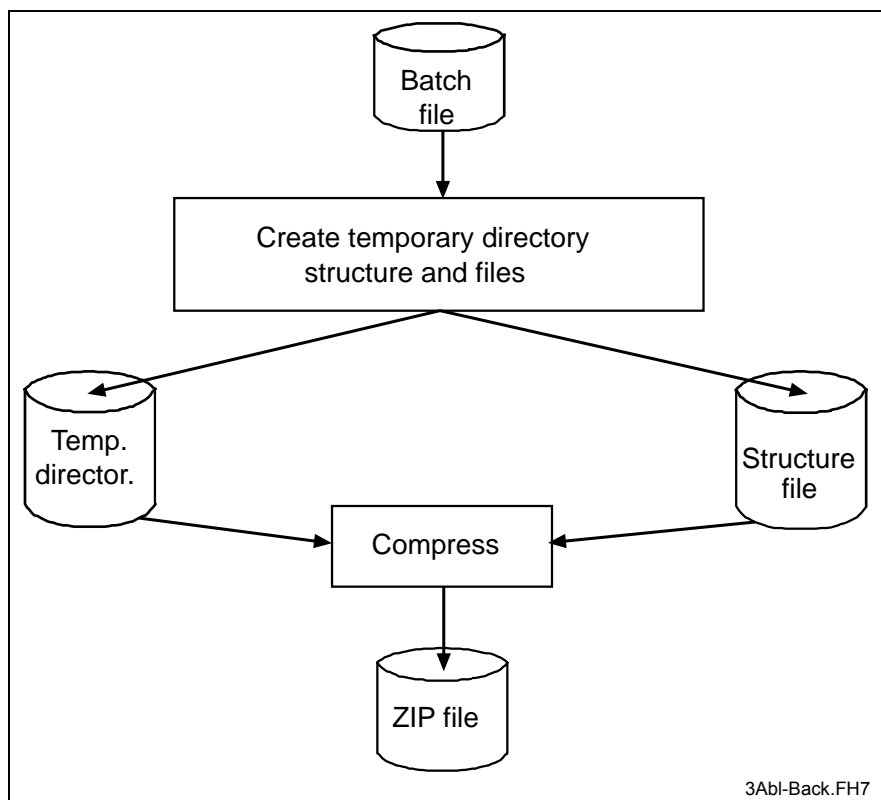 Batch
file
Create temporary directory
structure and files
Temp.
director.
Structure
file
Compress
ZIP file
3Abl-Back.FH7